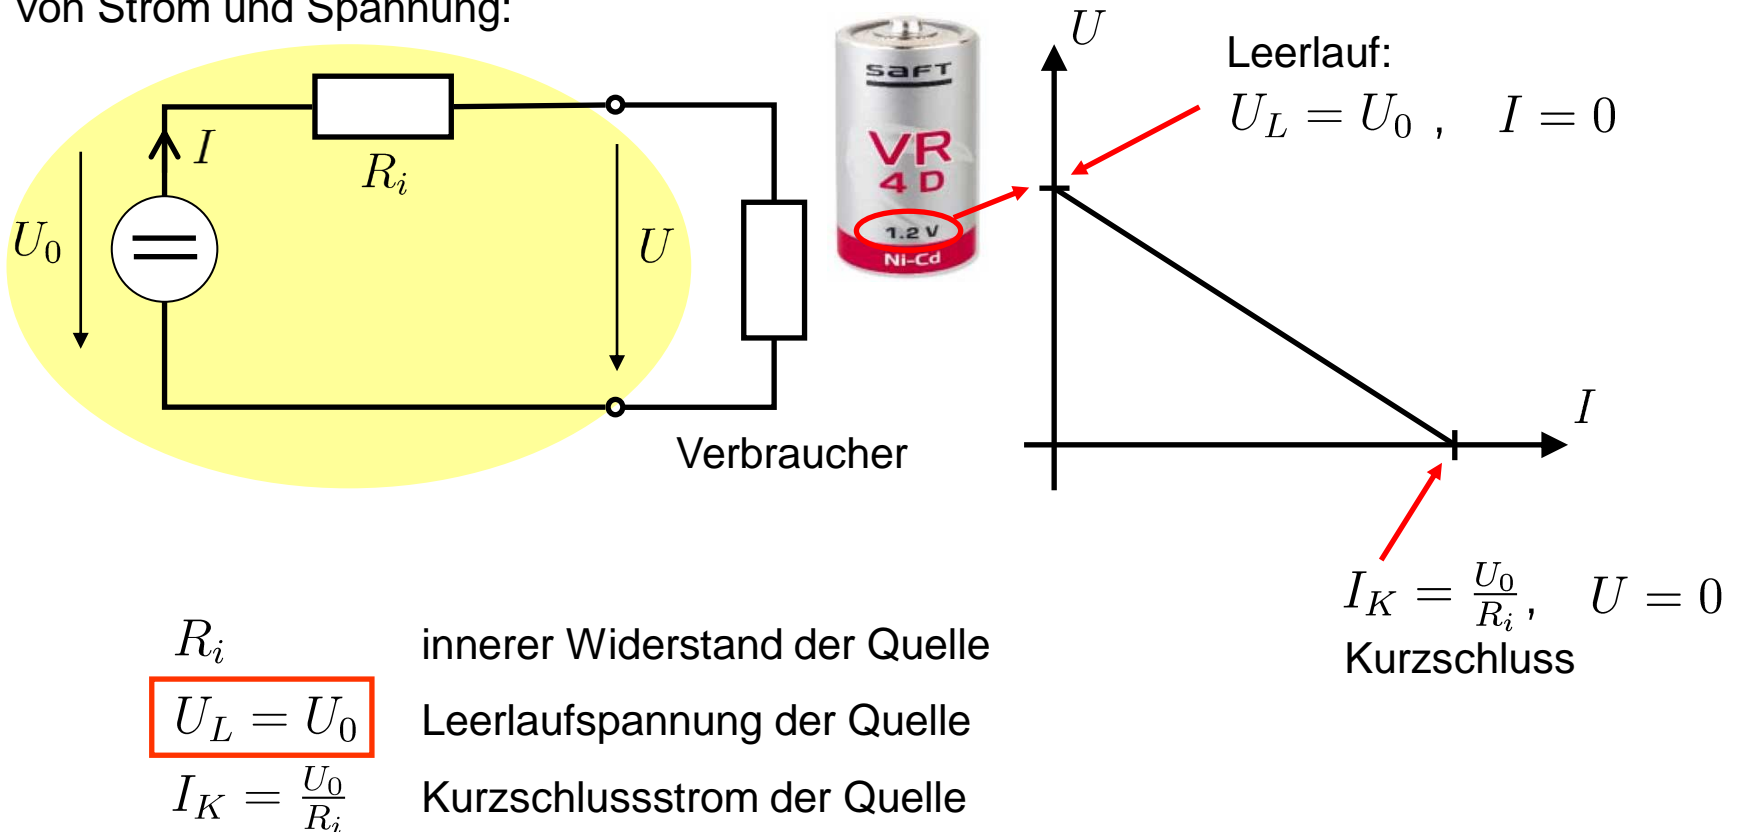 von Strom und Spannung:
U
Leerlauf:
U_L = U_0 , I = 0
saft
VR
4 D
1.2 V
Ni-Cd
I
R_i
U_0
U
I
Verbraucher
I_K = U_0/R_i, U = 0
Kurzschluss
R_i innerer Widerstand der Quelle
U_L = U_0 Leerlaufspannung der Quelle
I_K = U_0/R_i Kurzschlussstrom der Quelle